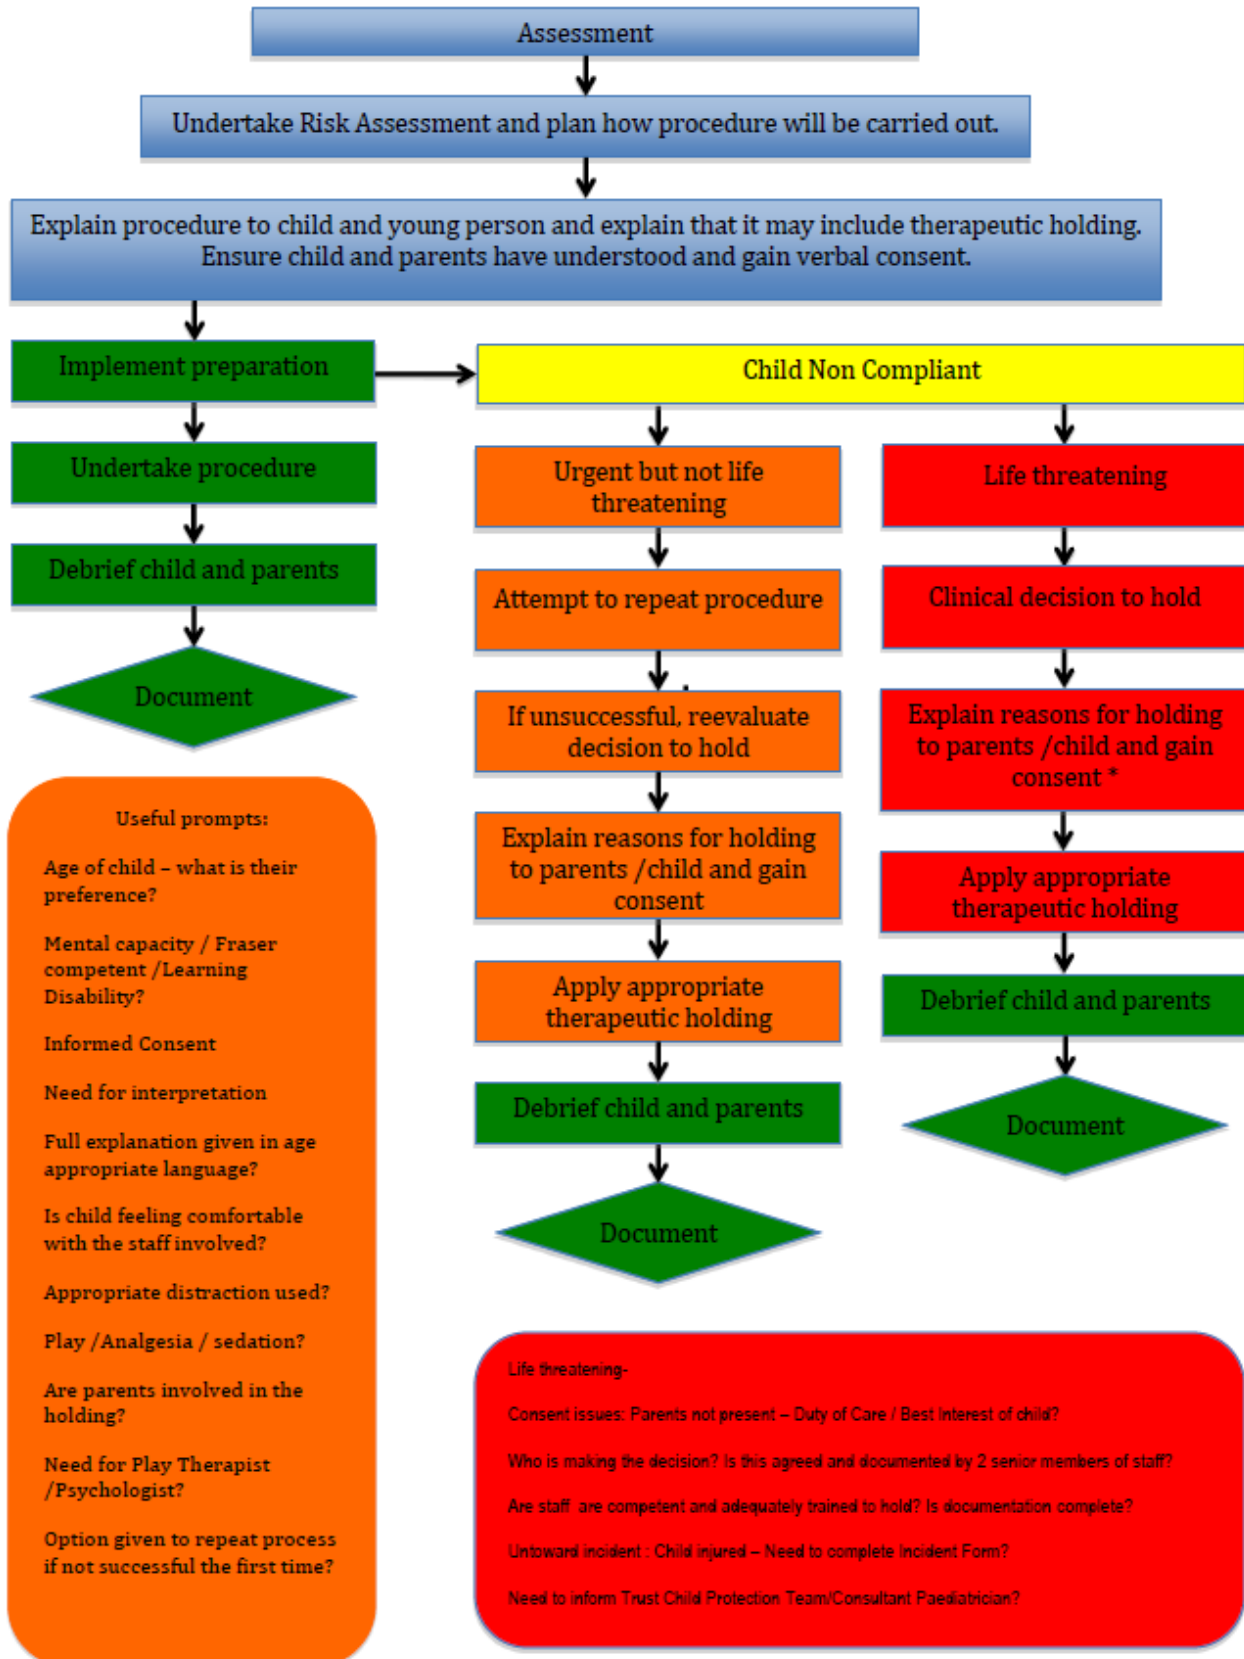 Assessment
Undertake Risk Assessment and plan how procedure will be carried out.
Explain procedure to child and young person and explain that it may include therapeutic holding.
Ensure child and parents have understood and gain verbal consent.
Implement preparation
Undertake procedure
Debrief child and parents
Document
Child Non Compliant
Urgent but not life
threatening
Attempt to repeat procedure
If unsuccessful, reevaluate
decision to hold
Explain reasons for holding
to parents /child and gain
consent
Apply appropriate
therapeutic holding
Debrief child and parents
Document
Life threatening
Clinical decision to hold
Explain reasons for holding
to parents /child and gain
consent *
Apply appropriate
therapeutic holding
Debrief child and parents
Document
Useful prompts:
Age of child – what is their
preference?
Mental capacity / Fraser
competent /Learning
Disability?
Informed Consent
Need for interpretation
Full explanation given in age
appropriate language?
Is child feeling comfortable
with the staff involved?
Appropriate distraction used?
Play /Analgesia / sedation?
Are parents involved in the
holding?
Need for Play Therapist
/Psychologist?
Option given to repeat process
if not successful the first time?
Life threatening-
Consent issues: Parents not present – Duty of Care / Best Interest of child?
Who is making the decision? Is this agreed and documented by 2 senior members of staff?
Are staff are competent and adequately trained to hold? Is documentation complete?
Untoward incident : Child injured – Need to complete Incident Form?
Need to inform Trust Child Protection Team/Consultant Paediatrician?